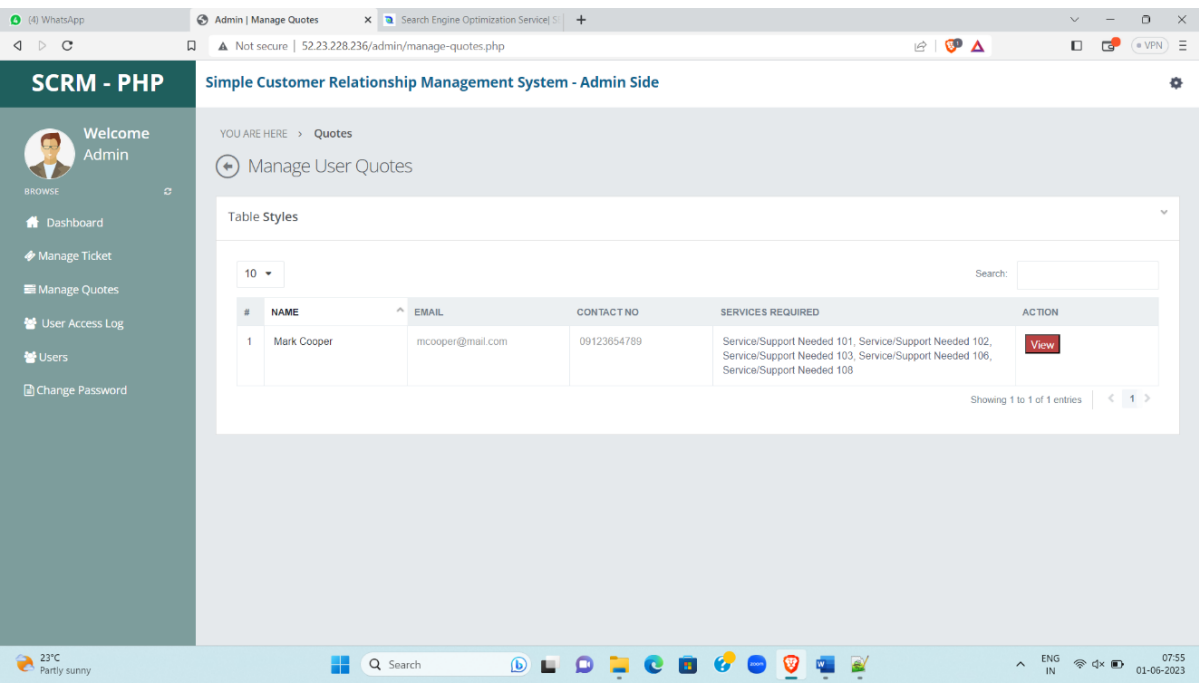 (4) WhatsApp
Admin | Manage Quotes
Search Engine Optimization Service|
Not secure | 52.23.228.236/admin/manage-quotes.php
VPN
SCRM - PHP
Simple Customer Relationship Management System - Admin Side
Welcome
Admin
BROWSE
Dashboard
Manage Ticket
Manage Quotes
User Access Log
Users
Change Password
YOU ARE HERE > Quotes
Manage User Quotes
Table Styles
10
Search:
# NAME EMAIL CONTACT NO SERVICES REQUIRED ACTION
1 Mark Cooper mcooper@mail.com 09123654789 Service/Support Needed 101, Service/Support Needed 102, View
Service/Support Needed 103, Service/Support Needed 106,
Service/Support Needed 108
Showing 1 to 1 of 1 entries < 1 >
23°C
Partly sunny
Search
zoom
ENG
IN
07:55
01-06-2023